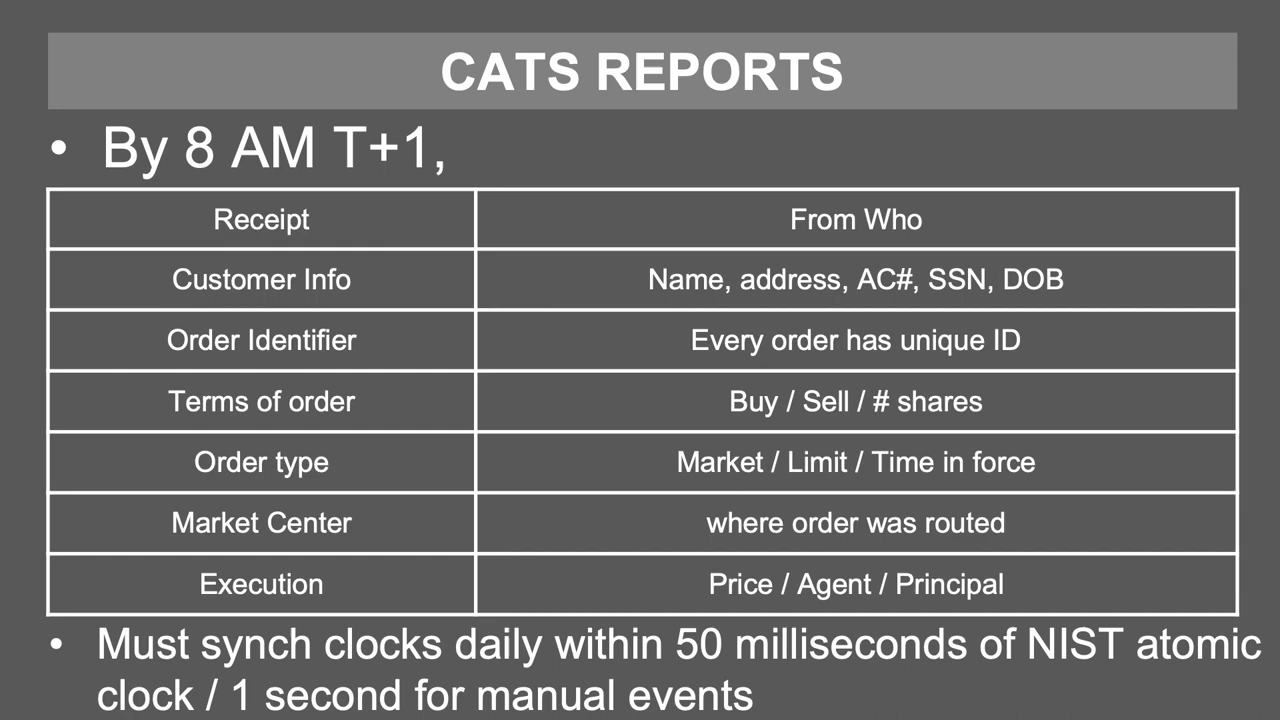 CATS REPORTS
• By 8 AM T+1,
Receipt From Who
Customer Info Name, address, AC#, SSN, DOB
Order Identifier Every order has unique ID
Terms of order Buy / Sell / # shares
Order type Market / Limit / Time in force
Market Center where order was routed
Execution Price / Agent / Principal
• Must synch clocks daily within 50 milliseconds of NIST atomic
clock / 1 second for manual events